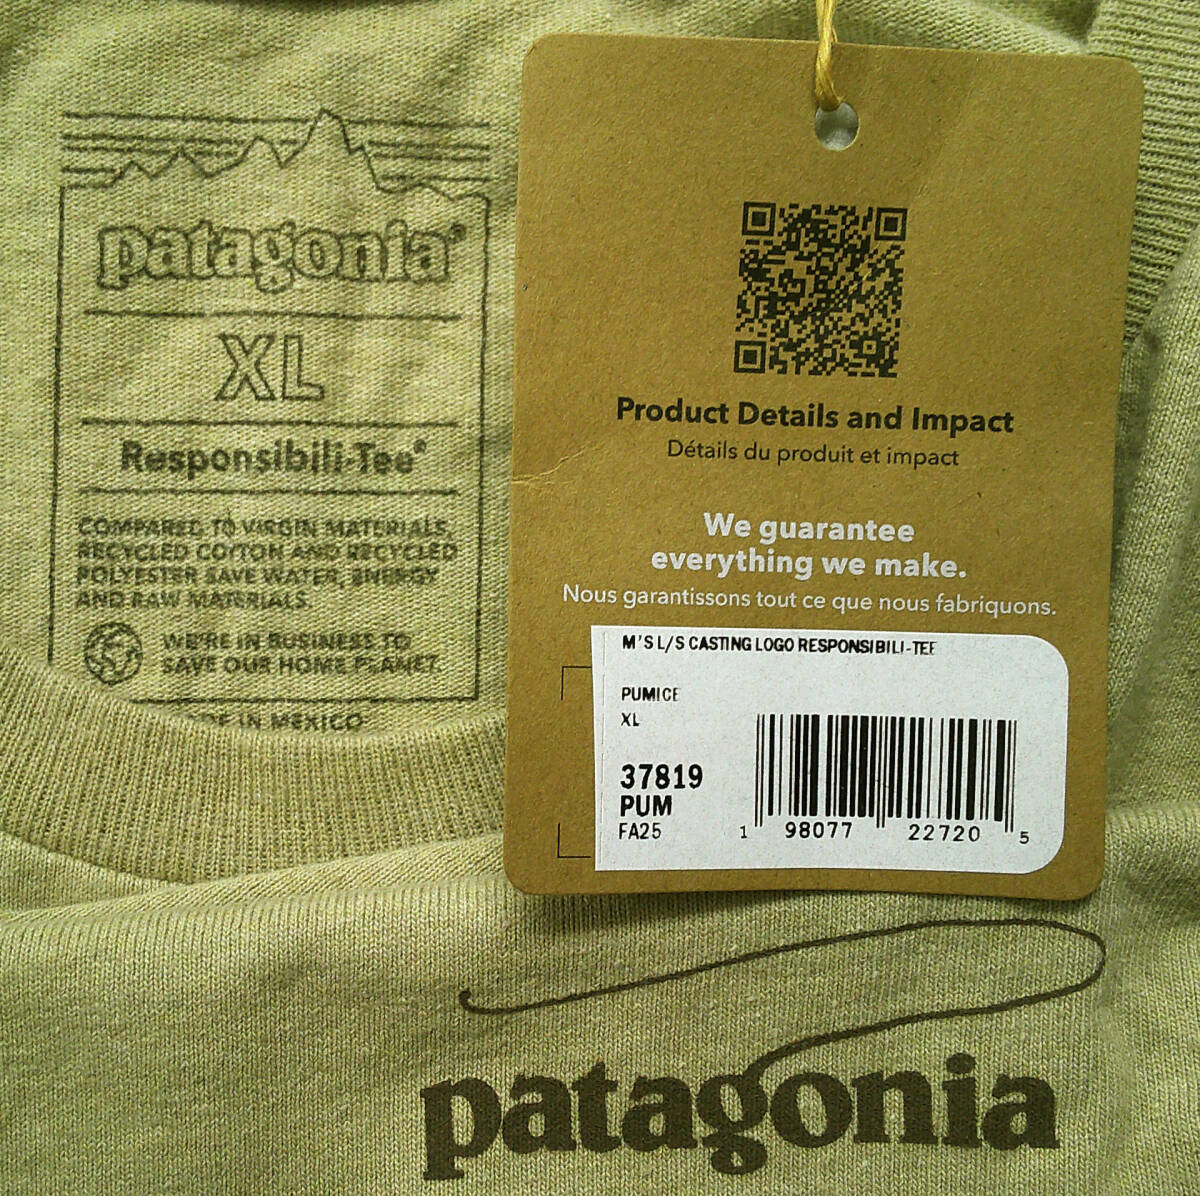 patagonia®
XL
Responsibili-Tee®
COMPARED TO VIRGIN MATERIALS,
RECYCLED COTTON AND RECYCLED
POLYESTER SAVE WATER, ENERGY
AND RAW MATERIALS.
WE'RE IN BUSINESS TO
SAVE OUR HOME PLANET.
IN MEXICO
Product Details and Impact
Détails du produit et impact
We guarantee
everything we make.
Nous garantissons tout ce que nous fabriquons.
M'S L/S CASTING LOGO RESPONSIBILI-TEE
PUMICE
XL
37819
PUM
FA25
1 98077 22720 5
patagonia